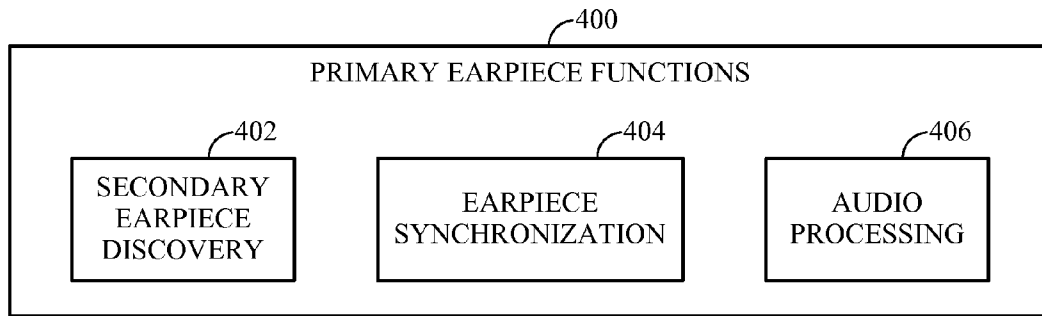 400
PRIMARY EARPIECE FUNCTIONS
402
404
406
SECONDARY
EARPIECE
DISCOVERY
EARPIECE
SYNCHRONIZATION
AUDIO
PROCESSING